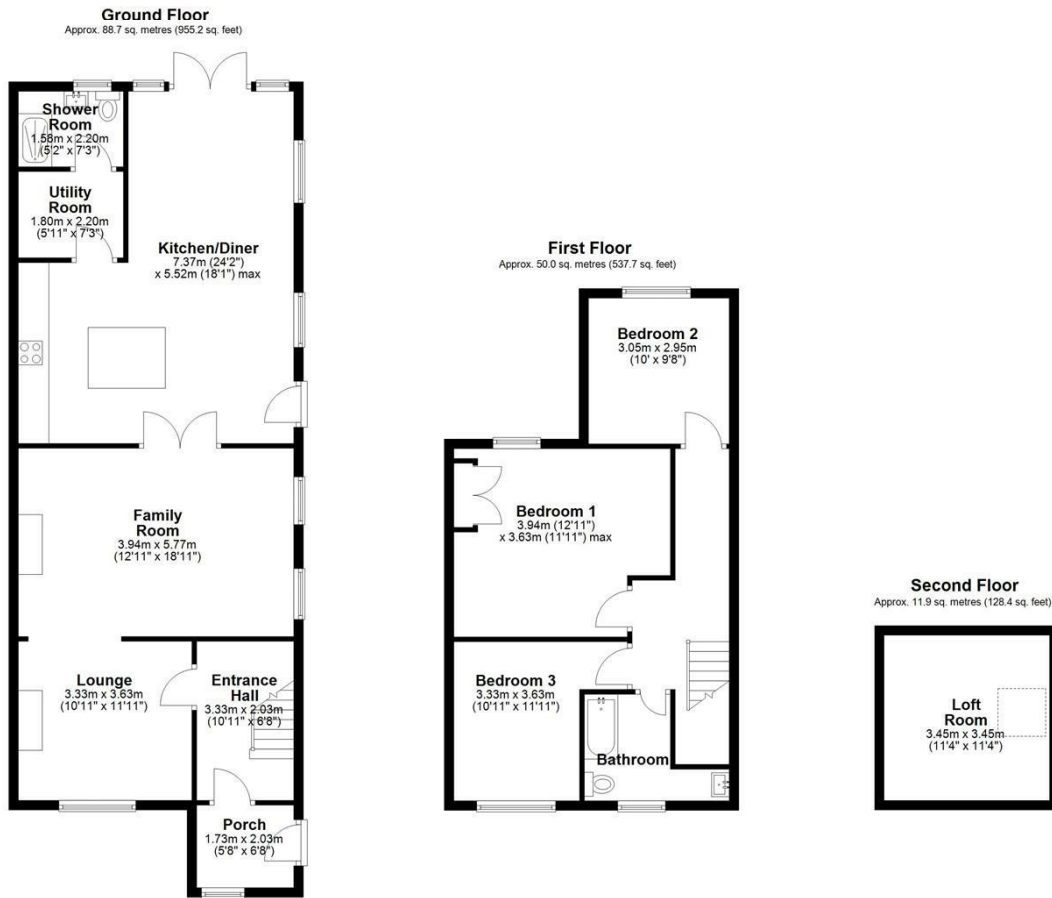 Ground Floor
Approx. 88.7 sq. metres (955.2 sq. feet)
Shower
Room
1.58m x 2.20m
(5'2" x 7'3")
Utility
Room
1.80m x 2.20m
(5'11" x 7'3")
Kitchen/Diner
7.37m (24'2")
x 5.52m (18'1") max
Family
Room
3.94m x 5.77m
(12'11" x 18'11")
Lounge
3.33m x 3.63m
(10'11" x 11'11")
Entrance
Hall
3.33m x 2.03m
(10'11" x 6'8")
Porch
1.73m x 2.03m
(5'8" x 6'8")
First Floor
Approx. 50.0 sq. metres (537.7 sq. feet)
Bedroom 2
3.05m x 2.95m
(10' x 9'8")
Bedroom 1
3.94m (12'11")
x 3.63m (11'11") max
Bedroom 3
3.33m x 3.63m
(10'11" x 11'11")
Bathroom
Second Floor
Approx. 11.9 sq. metres (128.4 sq. feet)
Loft
Room
3.45m x 3.45m
(11'4" x 11'4")